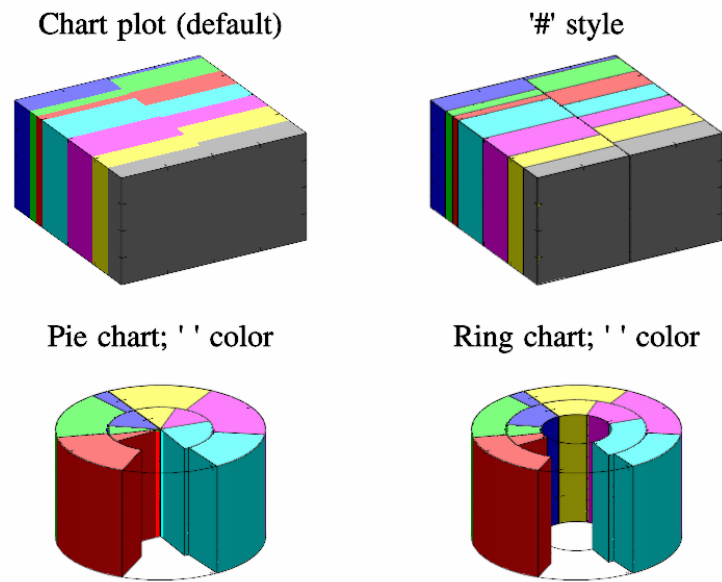 Chart plot (default)
'#' style
Pie chart; ' ' color
Ring chart; ' ' color